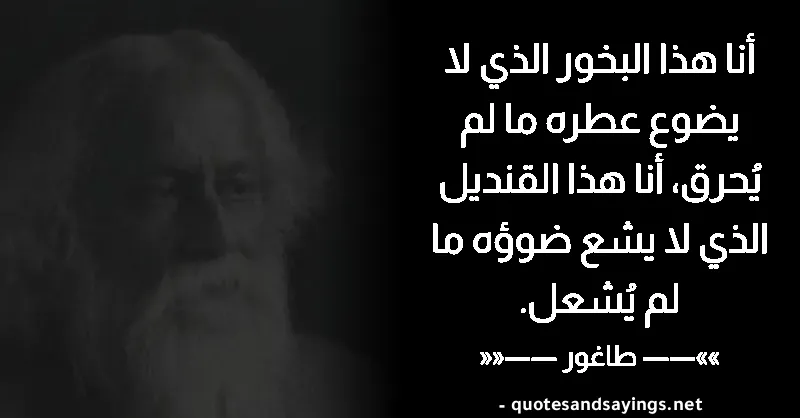 أنا هذا البخور الذي لا
يضوع عطره ما لم
يُحرق، أنا هذا القنديل
الذي لا يشع ضوؤه ما
لم يُشعل.
»»—— طاغور ——««
- quotesandsayings.net